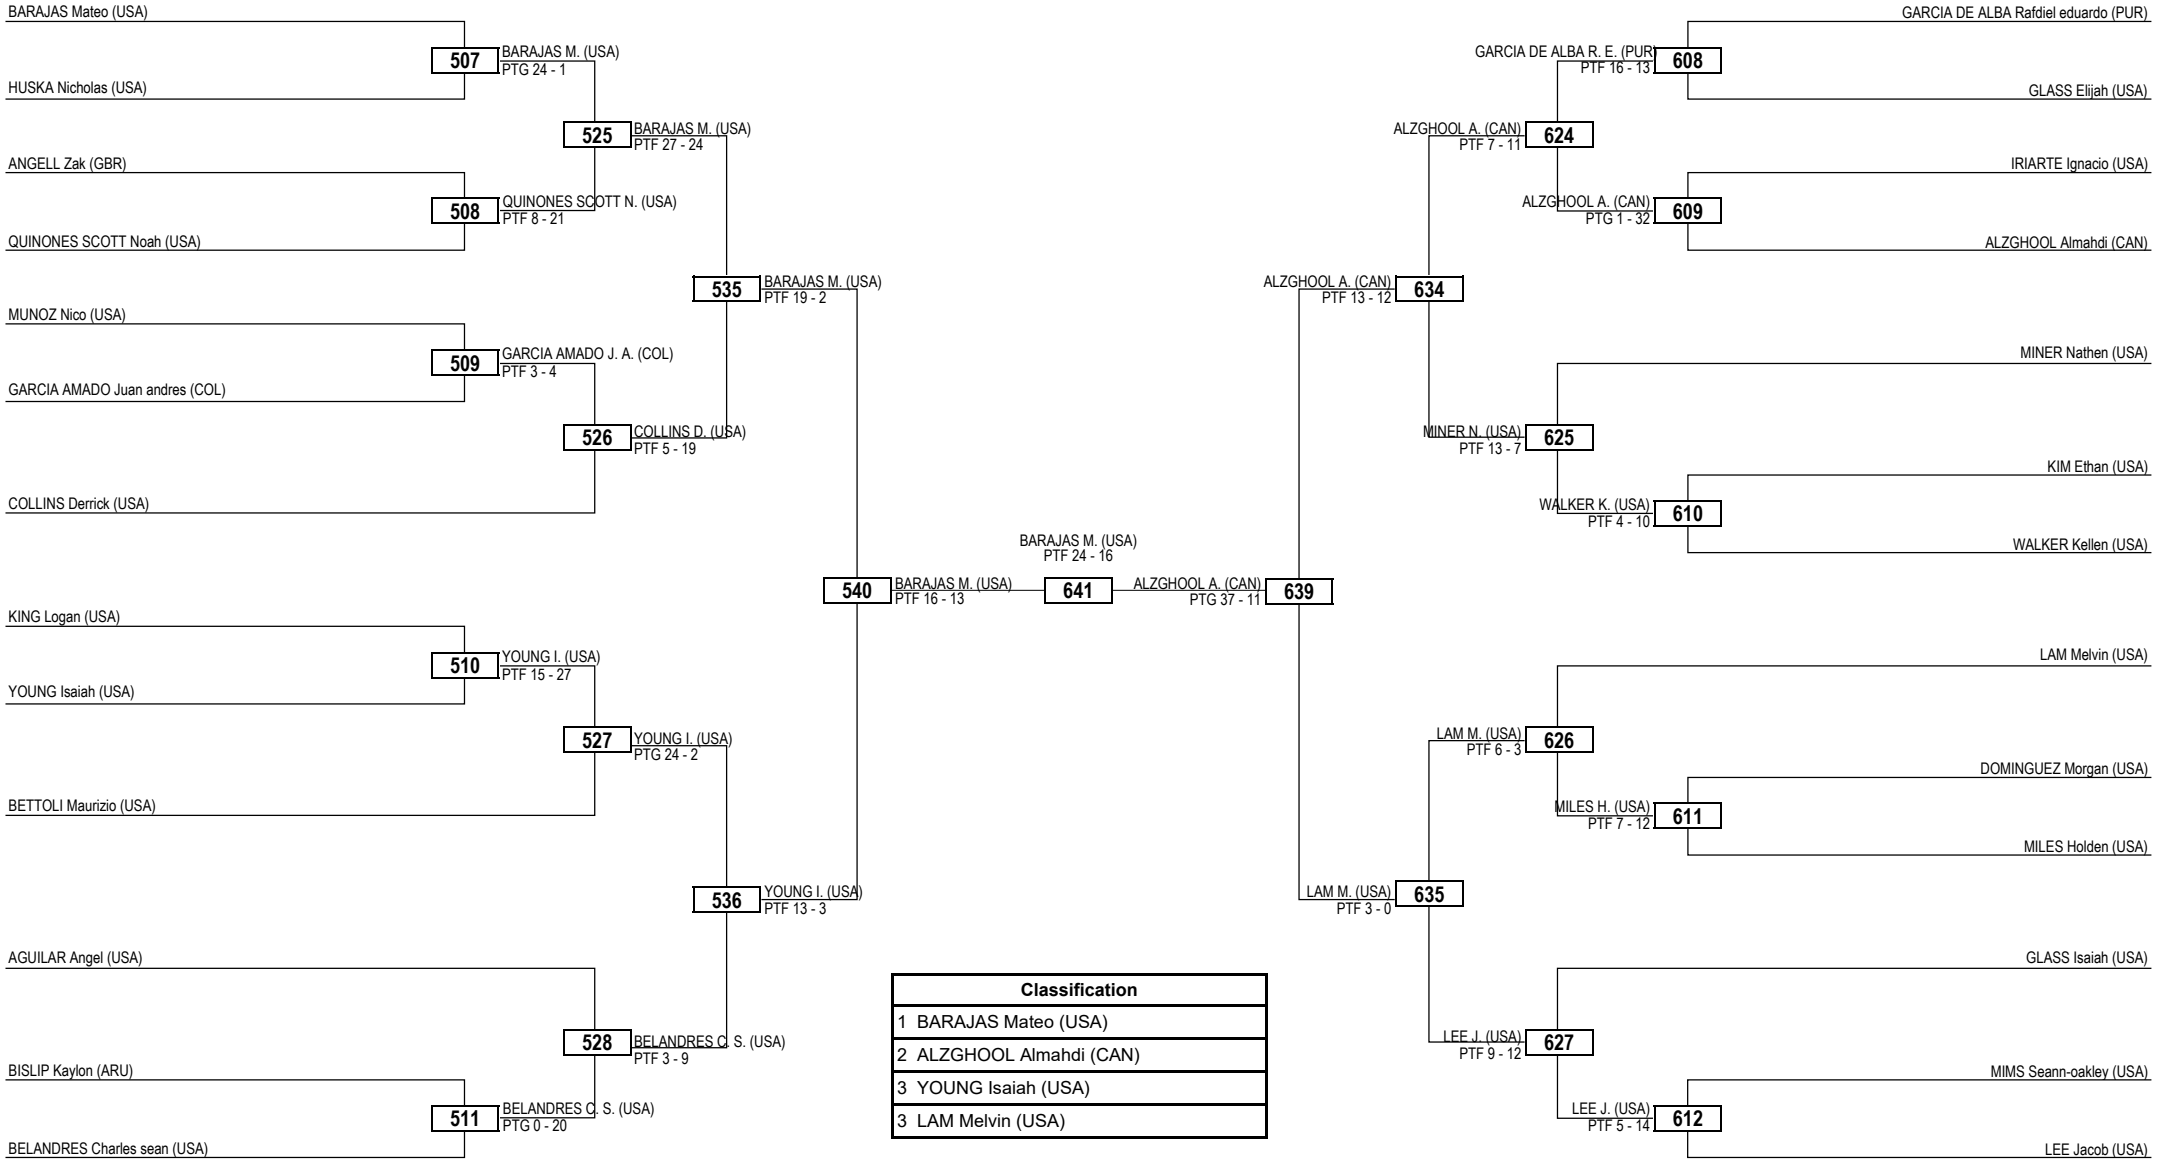 BARAJAS Mateo (USA)
507
BARAJAS M. (USA)
PTG 24 - 1
HUSKA Nicholas (USA)
525
BARAJAS M. (USA)
PTF 27 - 24
ANGELL Zak (GBR)
508
QUINONES SCOTT N. (USA)
PTF 8 - 21
QUINONES SCOTT Noah (USA)
535
BARAJAS M. (USA)
PTF 19 - 2
MUNOZ Nico (USA)
509
GARCIA AMADO J. A. (COL)
PTF 3 - 4
GARCIA AMADO Juan andres (COL)
526
COLLINS D. (USA)
PTF 5 - 19
COLLINS Derrick (USA)
540
BARAJAS M. (USA)
PTF 16 - 13
KING Logan (USA)
510
YOUNG I. (USA)
PTF 15 - 27
YOUNG Isaiah (USA)
527
YOUNG I. (USA)
PTG 24 - 2
BETTOLI Maurizio (USA)
536
YOUNG I. (USA)
PTF 13 - 3
AGUILAR Angel (USA)
528
BELANDRES C. S. (USA)
PTF 3 - 9
BISLIP Kaylon (ARU)
511
BELANDRES C. S. (USA)
PTG 0 - 20
BELANDRES Charles sean (USA)
BARAJAS M. (USA)
PTF 24 - 16
641
GARCIA DE ALBA Rafdiel eduardo (PUR)
GARCIA DE ALBA R. E. (PUR)
PTF 16 - 13
608
GLASS Elijah (USA)
ALZGHOOL A. (CAN)
PTF 7 - 11
624
IRIARTE Ignacio (USA)
ALZGHOOL A. (CAN)
PTG 1 - 32
609
ALZGHOOL Almahdi (CAN)
ALZGHOOL A. (CAN)
PTF 13 - 12
634
MINER Nathen (USA)
MINER N. (USA)
PTF 13 - 7
625
KIM Ethan (USA)
WALKER K. (USA)
PTF 4 - 10
610
WALKER Kellen (USA)
ALZGHOOL A. (CAN)
PTG 37 - 11
639
LAM Melvin (USA)
LAM M. (USA)
PTF 6 - 3
626
DOMINGUEZ Morgan (USA)
MILES H. (USA)
PTF 7 - 12
611
MILES Holden (USA)
LAM M. (USA)
PTF 3 - 0
635
GLASS Isaiah (USA)
LEE J. (USA)
PTF 9 - 12
627
MIMS Seann-oakley (USA)
LEE J. (USA)
PTF 5 - 14
612
LEE Jacob (USA)
Classification
1 BARAJAS Mateo (USA)
2 ALZGHOOL Almahdi (CAN)
3 YOUNG Isaiah (USA)
3 LAM Melvin (USA)